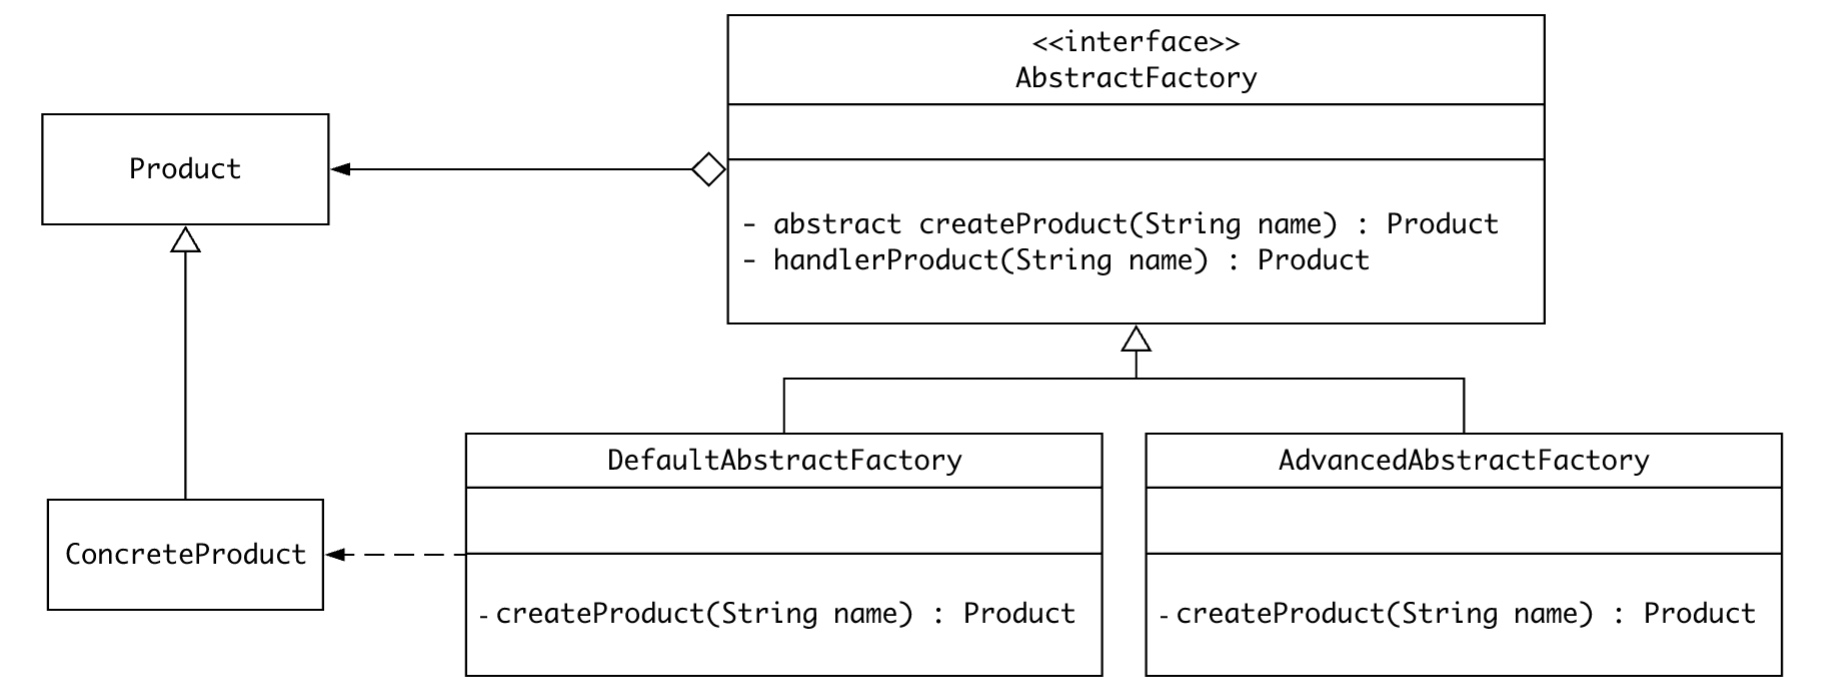 <<interface>>
AbstractFactory
Product
- abstract createProduct(String name) : Product
- handlerProduct(String name) : Product
DefaultAbstractFactory
AdvancedAbstractFactory
ConcreteProduct
-createProduct(String name) : Product
-createProduct(String name) : Product